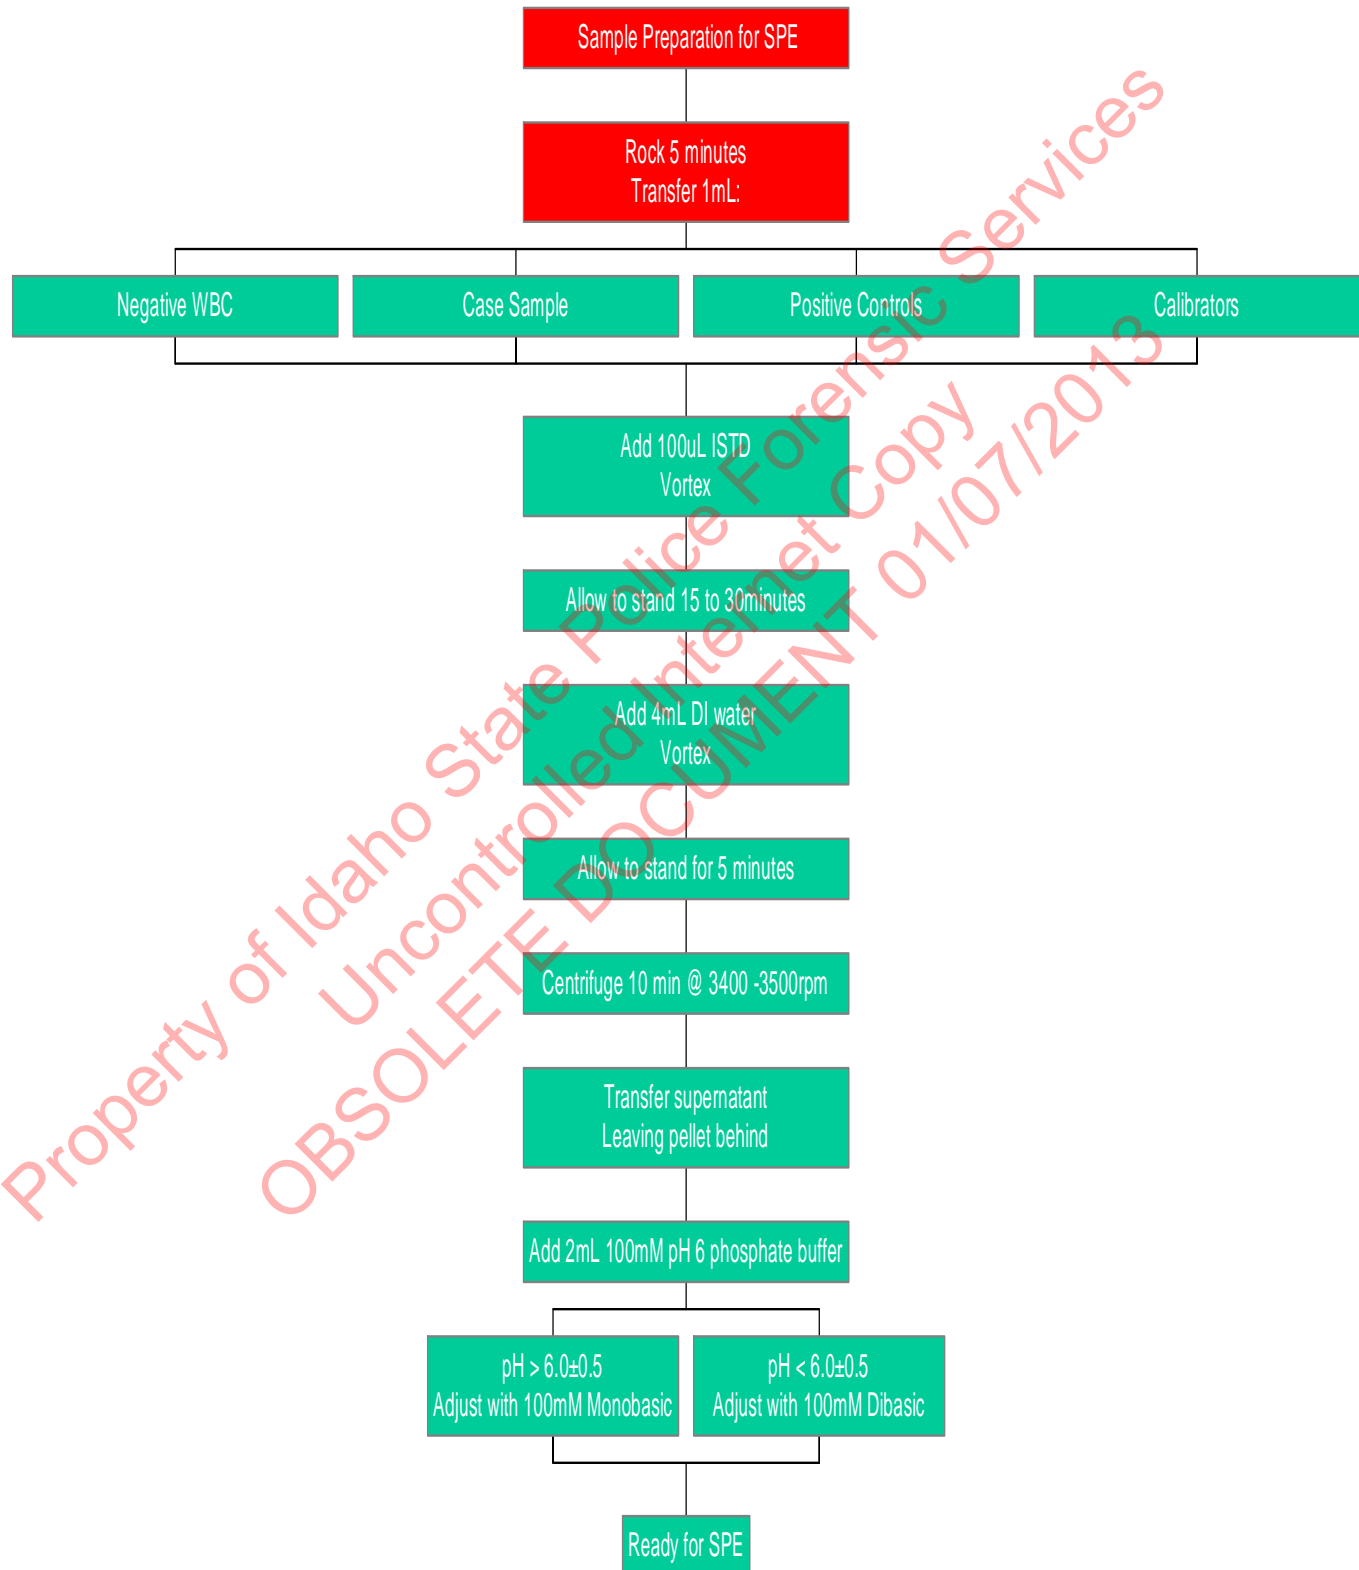 Sample Preparation for SPE
Rock 5 minutes
Transfer 1mL:
Negative WBC
Case Sample
Positive Controls
Calibrators
Add 100uL ISTD
Vortex
Allow to stand 15 to 30minutes
Add 4mL DI water
Vortex
Allow to stand for 5 minutes
Centrifuge 10 min @ 3400 -3500rpm
Transfer supernatant
Leaving pellet behind
Add 2mL 100mM pH 6 phosphate buffer
pH > 6.0±0.5
Adjust with 100mM Monobasic
pH < 6.0±0.5
Adjust with 100mM Dibasic
Ready for SPE
Property of Idaho State Police Forensic Services
Uncontrolled Internet Copy
OBSOLETE DOCUMENT 01/07/2013